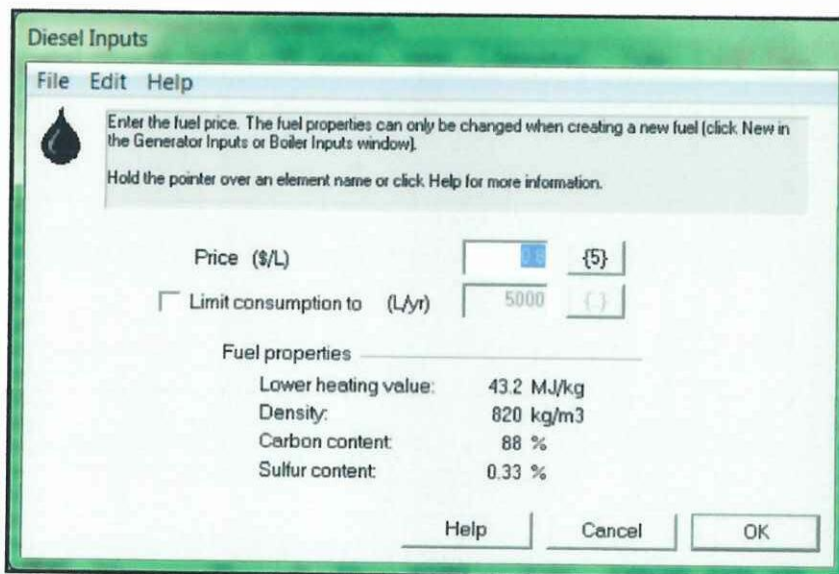 Diesel Inputs
File Edit Help
Enter the fuel price. The fuel properties can only be changed when creating a new fuel (click New in
the Generator Inputs or Boiler Inputs window).
Hold the pointer over an element name or click Help for more information.
Price ($/L) 0.8 {5}
Limit consumption to (L/yr) 5000 {..}
Fuel properties
Lower heating value: 43.2 MJ/kg
Density: 820 kg/m3
Carbon content: 88 %
Sulfur content: 0.33 %
Help Cancel OK